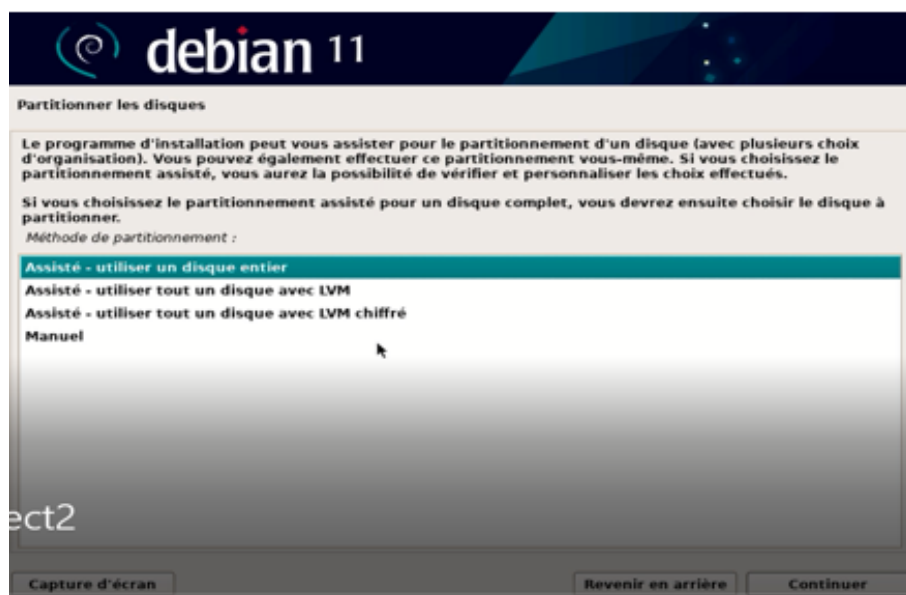 debian 11
Partitionner les disques
Le programme d'installation peut vous assister pour le partitionnement d'un disque (avec plusieurs choix
d'organisation). Vous pouvez également effectuer ce partitionnement vous-même. Si vous choisissez le
partitionnement assisté, vous aurez la possibilité de vérifier et personnaliser les choix effectués.
Si vous choisissez le partitionnement assisté pour un disque complet, vous devrez ensuite choisir le disque à
partitionner.
Méthode de partitionnement :
Assisté - utiliser un disque entier
Assisté - utiliser tout un disque avec LVM
Assisté - utiliser tout un disque avec LVM chiffré
Manuel
ect2
Capture d'écran
Revenir en arrière
Continuer